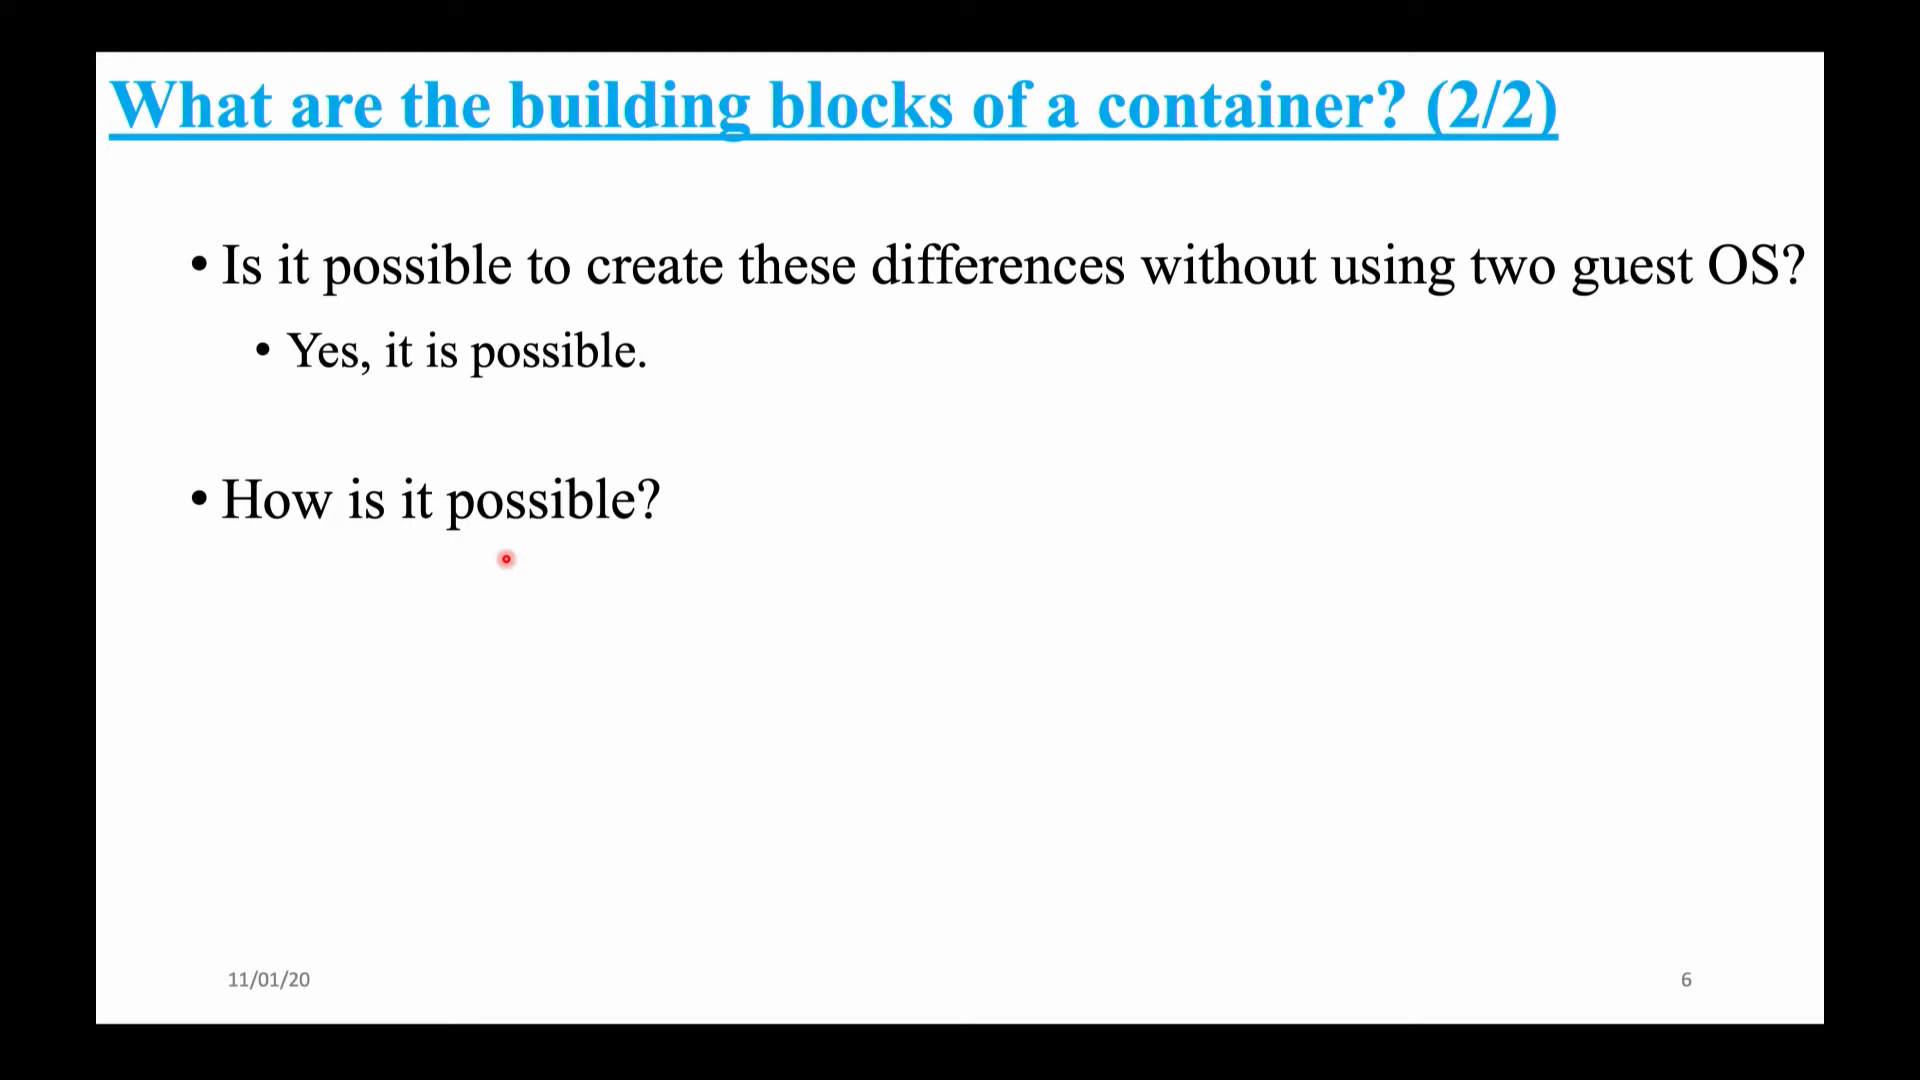 What are the building blocks of a container? (2/2)
• Is it possible to create these differences without using two guest OS?
• Yes, it is possible.
• How is it possible?
11/01/20
6